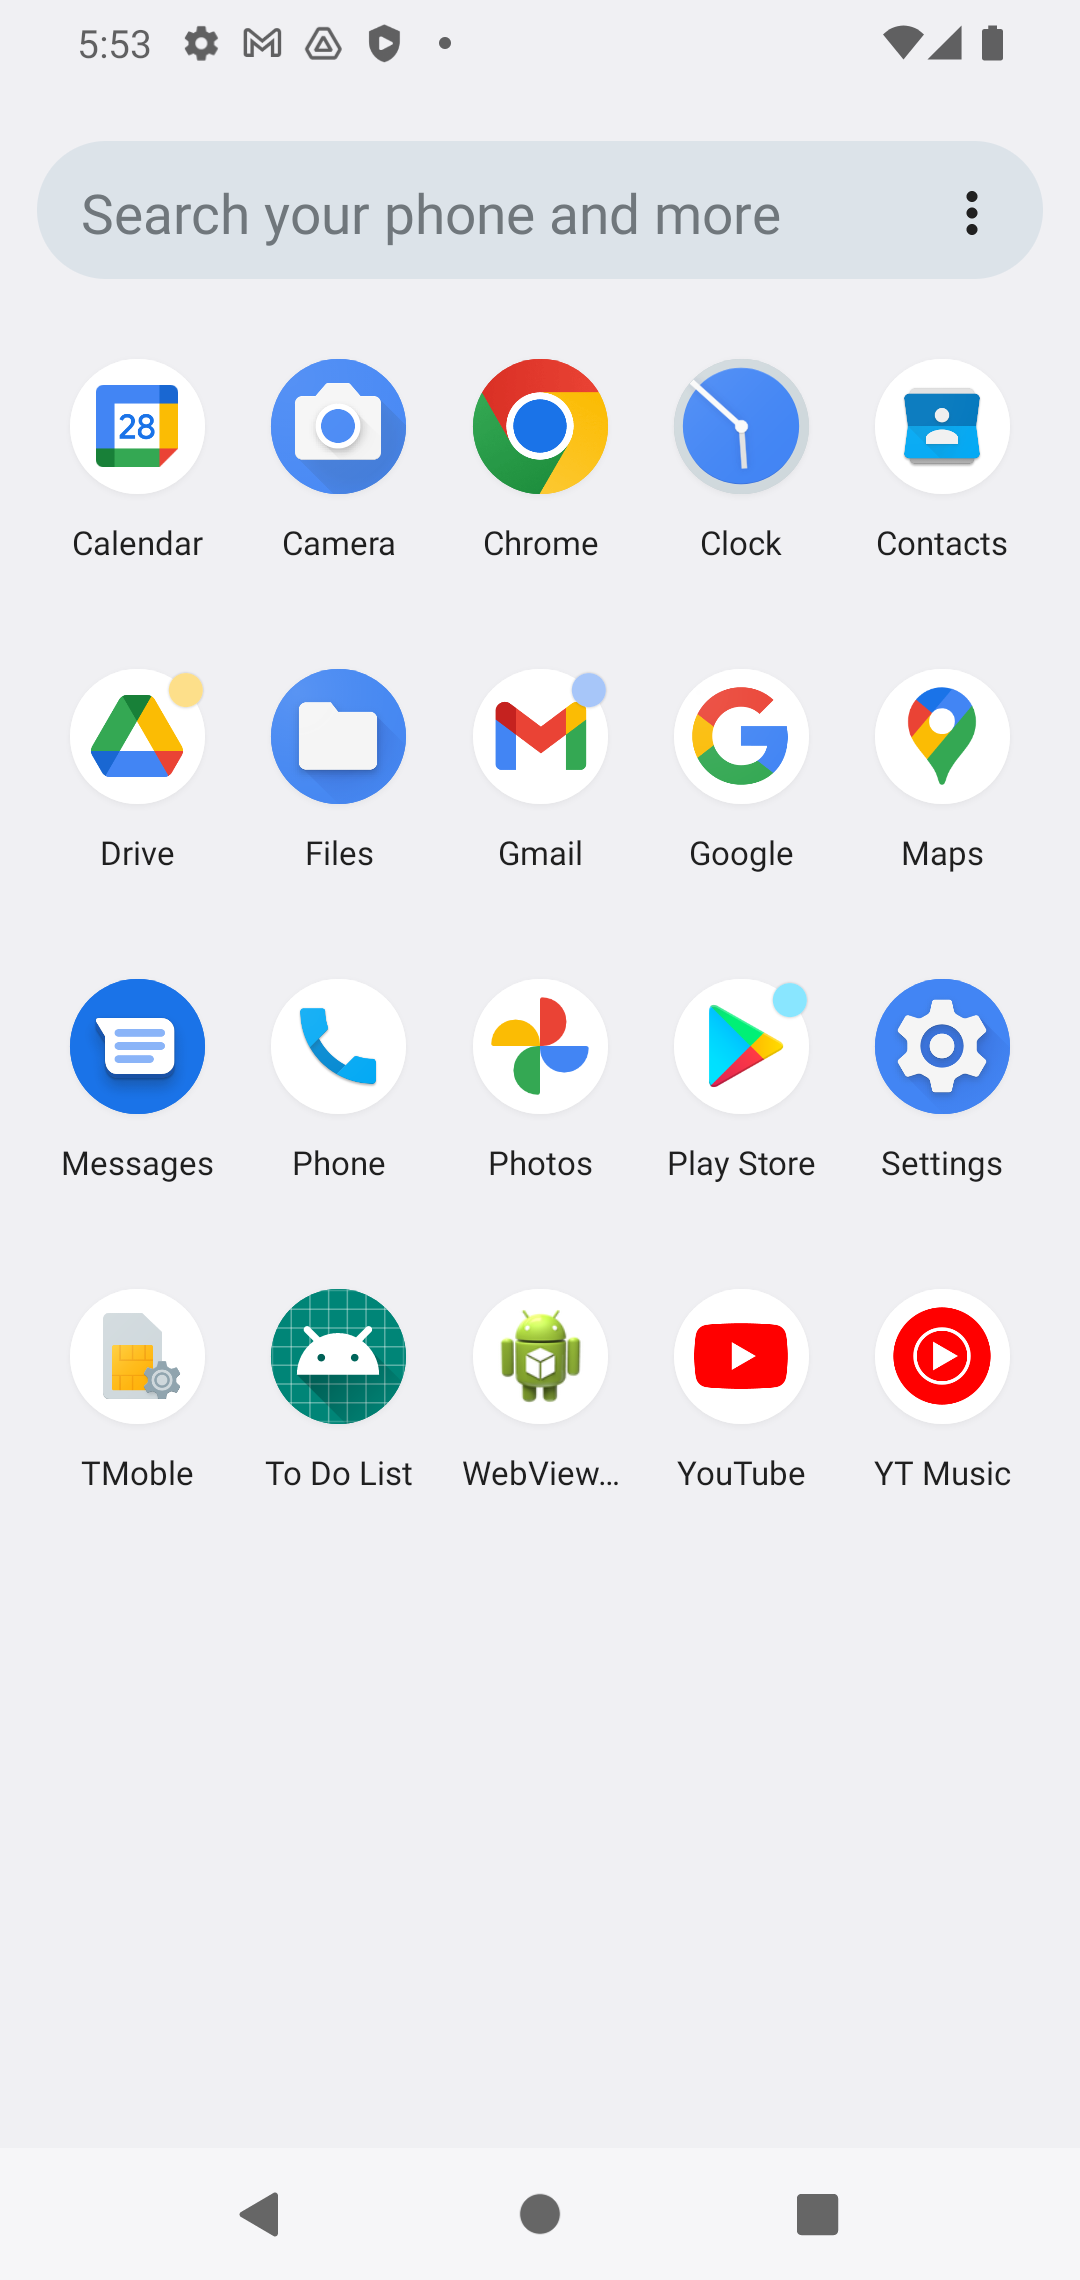 5:53
Search your phone and more
28
Calendar Camera Chrome Clock Contacts
Drive Files Gmail Google Maps
Messages Phone Photos Play Store Settings
TMoble To Do List WebView... YouTube YT Music